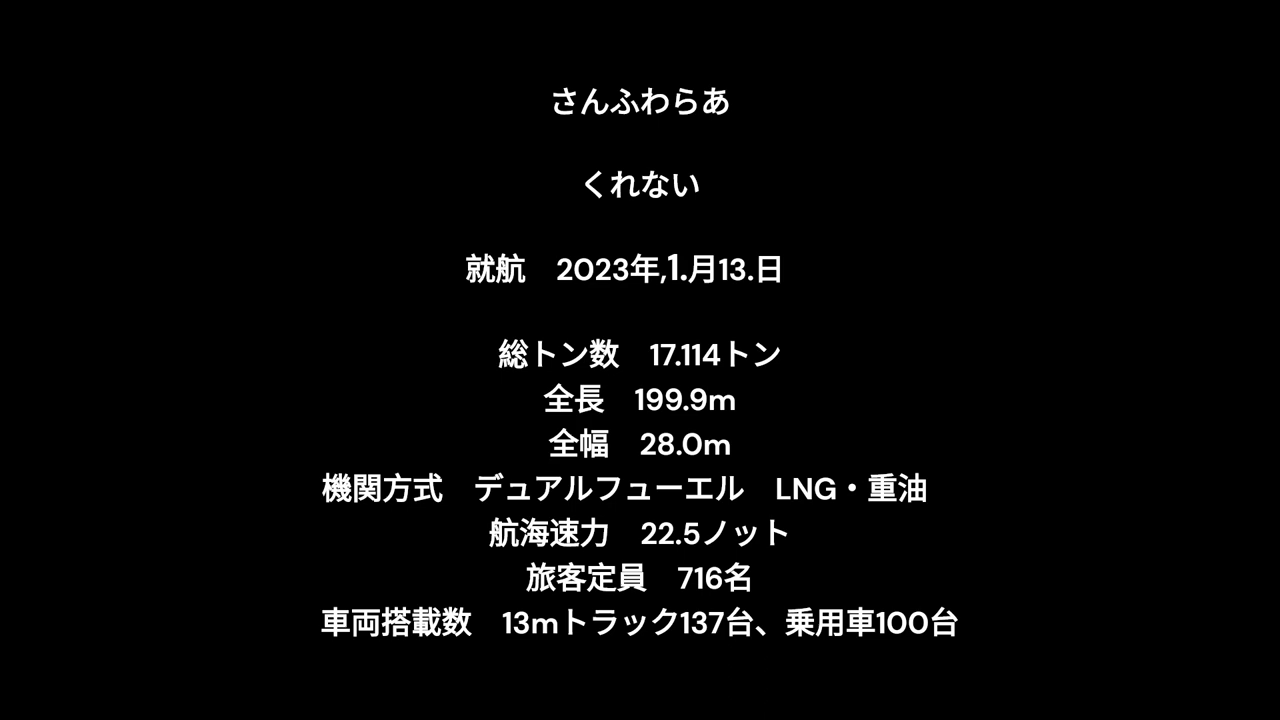 さんふわらあ
くれない
就航　2023年,1.月13.日
総トン数　17.114トン
全長　199.9m
全幅　28.0m
機関方式　デュアルフューエル　LNG・重油
航海速力　22.5ノット
旅客定員　716名
車両搭載数　13mトラック137台、乗用車100台